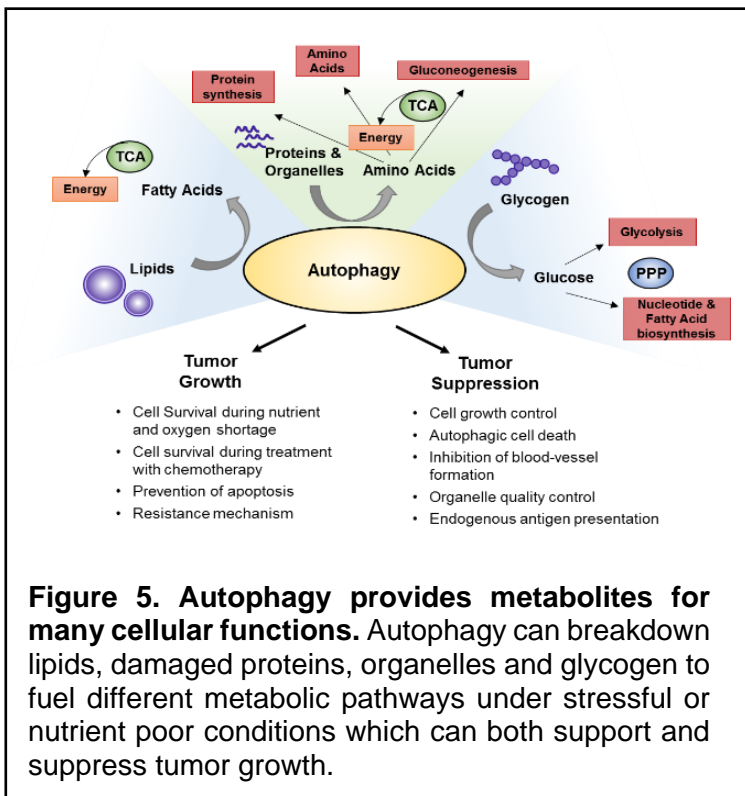 Amino
Acids
Gluconeogenesis
Protein
synthesis
TCA
Energy
TCA
Proteins &
Organelles
Amino Acids
Energy
Fatty Acids
Glycogen
Glycolysis
Lipids
Autophagy
Glucose
PPP
Nucleotide &
Fatty Acid
biosynthesis
Tumor
Growth
• Cell Survival during nutrient
and oxygen shortage
• Cell survival during treatment
with chemotherapy
• Prevention of apoptosis
• Resistance mechanism
Tumor
Suppression
• Cell growth control
• Autophagic cell death
• Inhibition of blood-vessel
formation
• Organelle quality control
• Endogenous antigen presentation
Figure 5. Autophagy provides metabolites for
many cellular functions. Autophagy can breakdown
lipids, damaged proteins, organelles and glycogen to
fuel different metabolic pathways under stressful or
nutrient poor conditions which can both support and
suppress tumor growth.